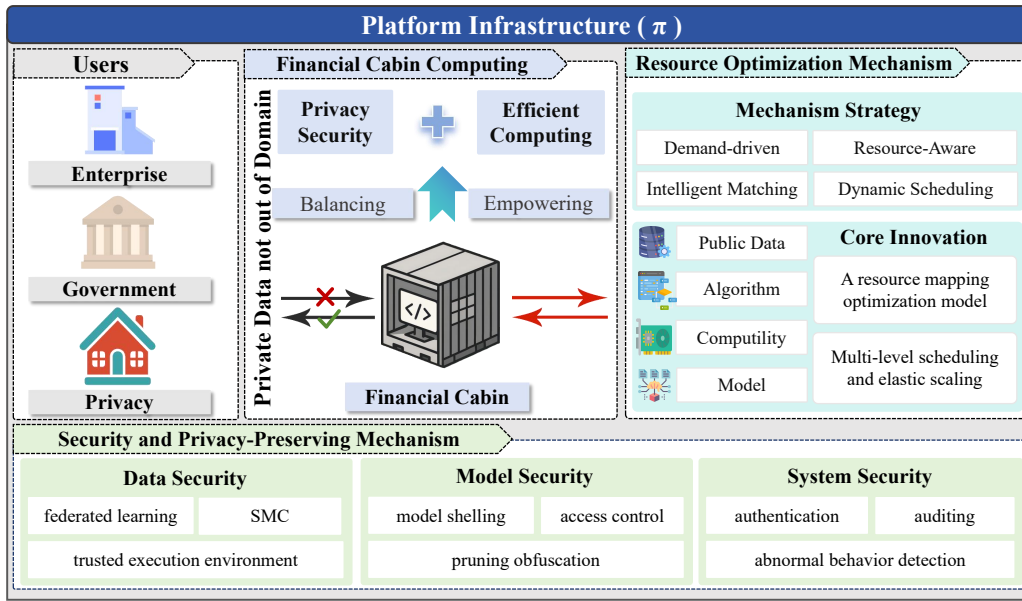 Platform Infrastructure ( π )
Users
Enterprise
Government
Privacy
Financial Cabin Computing
Private Data not out of Domain
Privacy
Security
Efficient
Computing
Balancing
Empowering
</>
Financial Cabin
Resource Optimization Mechanism
Mechanism Strategy
Demand-driven
Resource-Aware
Intelligent Matching
Dynamic Scheduling
Public Data
Algorithm
Computility
Model
Core Innovation
A resource mapping
optimization model
Multi-level scheduling
and elastic scaling
Security and Privacy-Preserving Mechanism
Data Security
federated learning
SMC
trusted execution environment
Model Security
model shelling
access control
pruning obfuscation
System Security
authentication
auditing
abnormal behavior detection